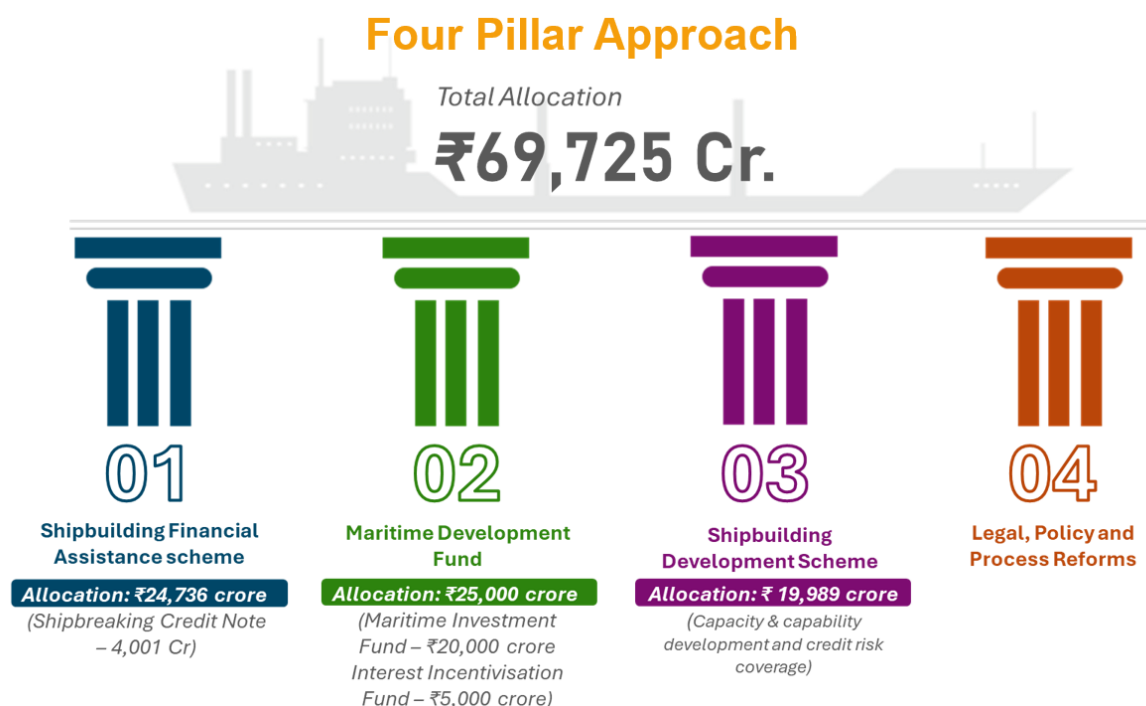 Four Pillar Approach
Total Allocation
₹69,725 Cr.
01
Shipbuilding Financial
Assistance scheme
Allocation: ₹24,736 crore
(Shipbreaking Credit Note
– 4,001 Cr)
02
Maritime Development
Fund
Allocation: ₹25,000 crore
(Maritime Investment
Fund – ₹20,000 crore
Interest Incentivisation
Fund – ₹5,000 crore)
03
Shipbuilding
Development Scheme
Allocation: ₹ 19,989 crore
(Capacity & capability
development and credit risk
coverage)
04
Legal, Policy and
Process Reforms